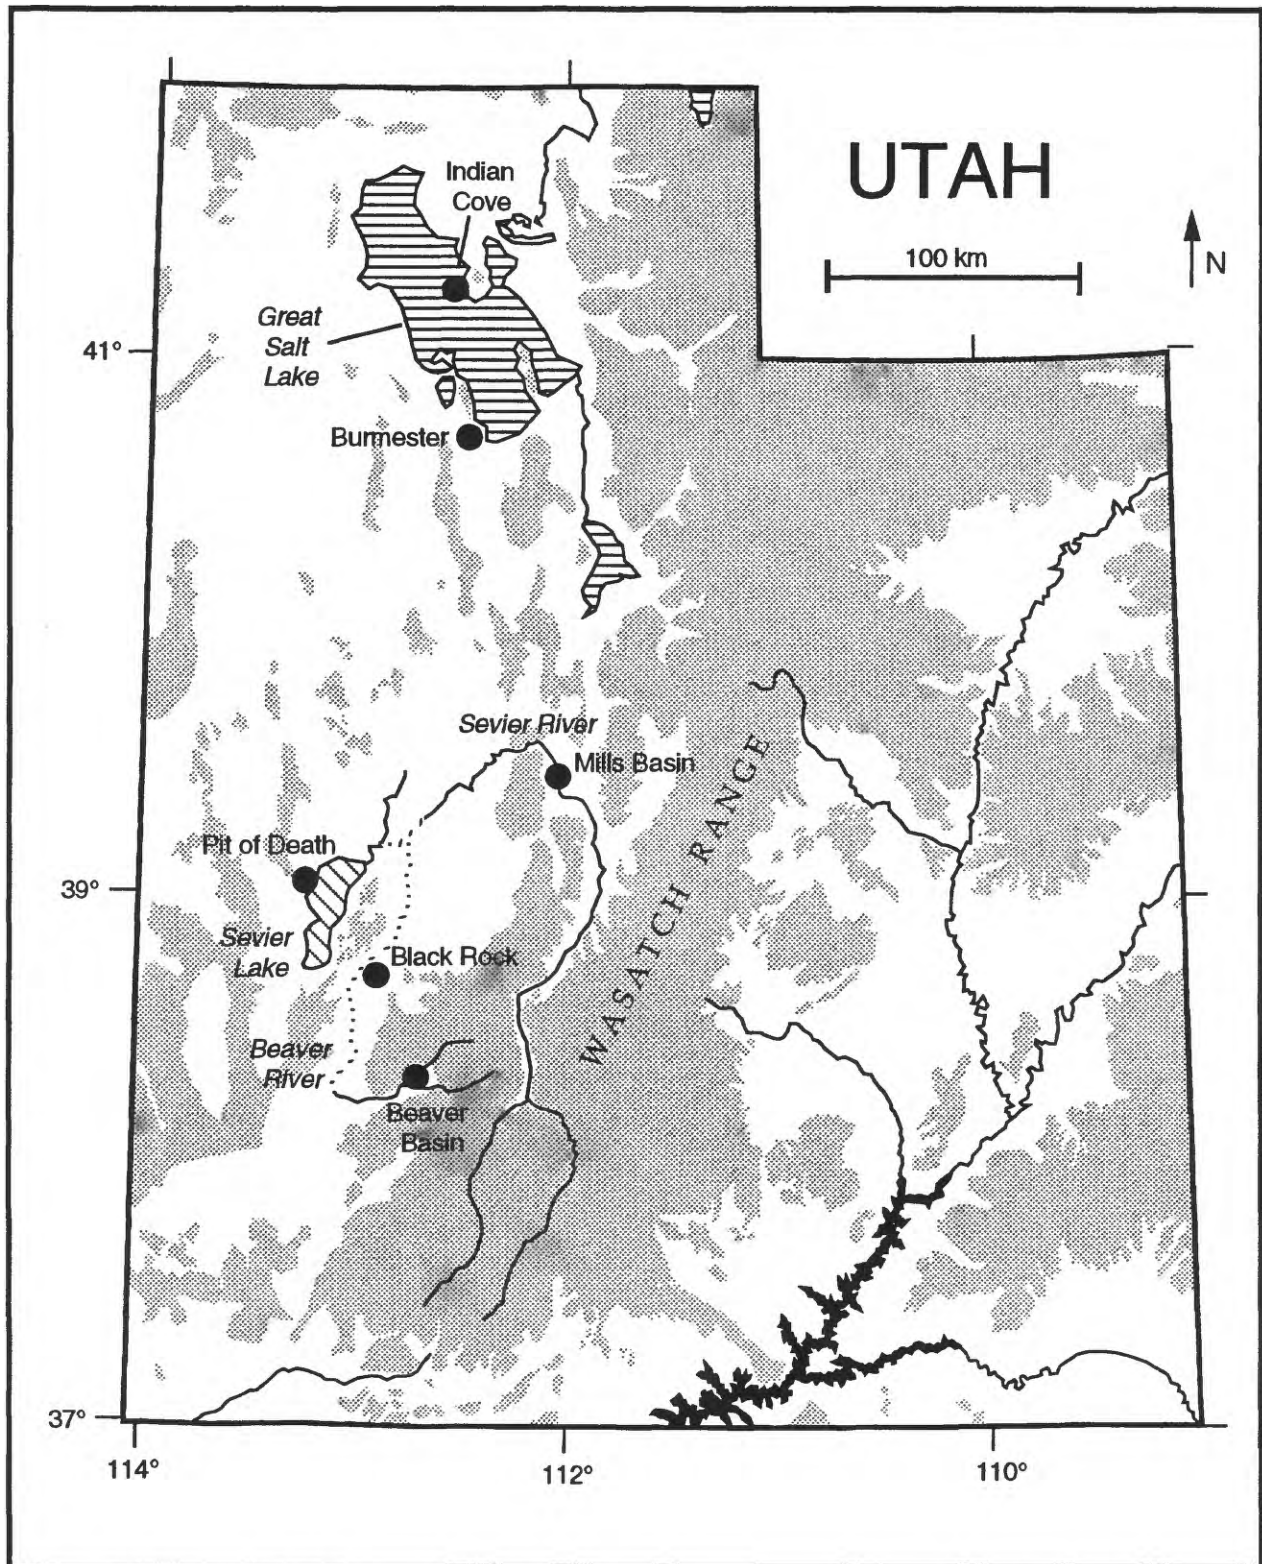 UTAH
100 km
N
Indian
Cove
Great
Salt
Lake
41°
Burmester
Sevier River
Mills Basin
WASATCH RANGE
Pit of Death
39°
Sevier
Lake
Black Rock
Beaver
River
Beaver
Basin
37°
114°
112°
110°